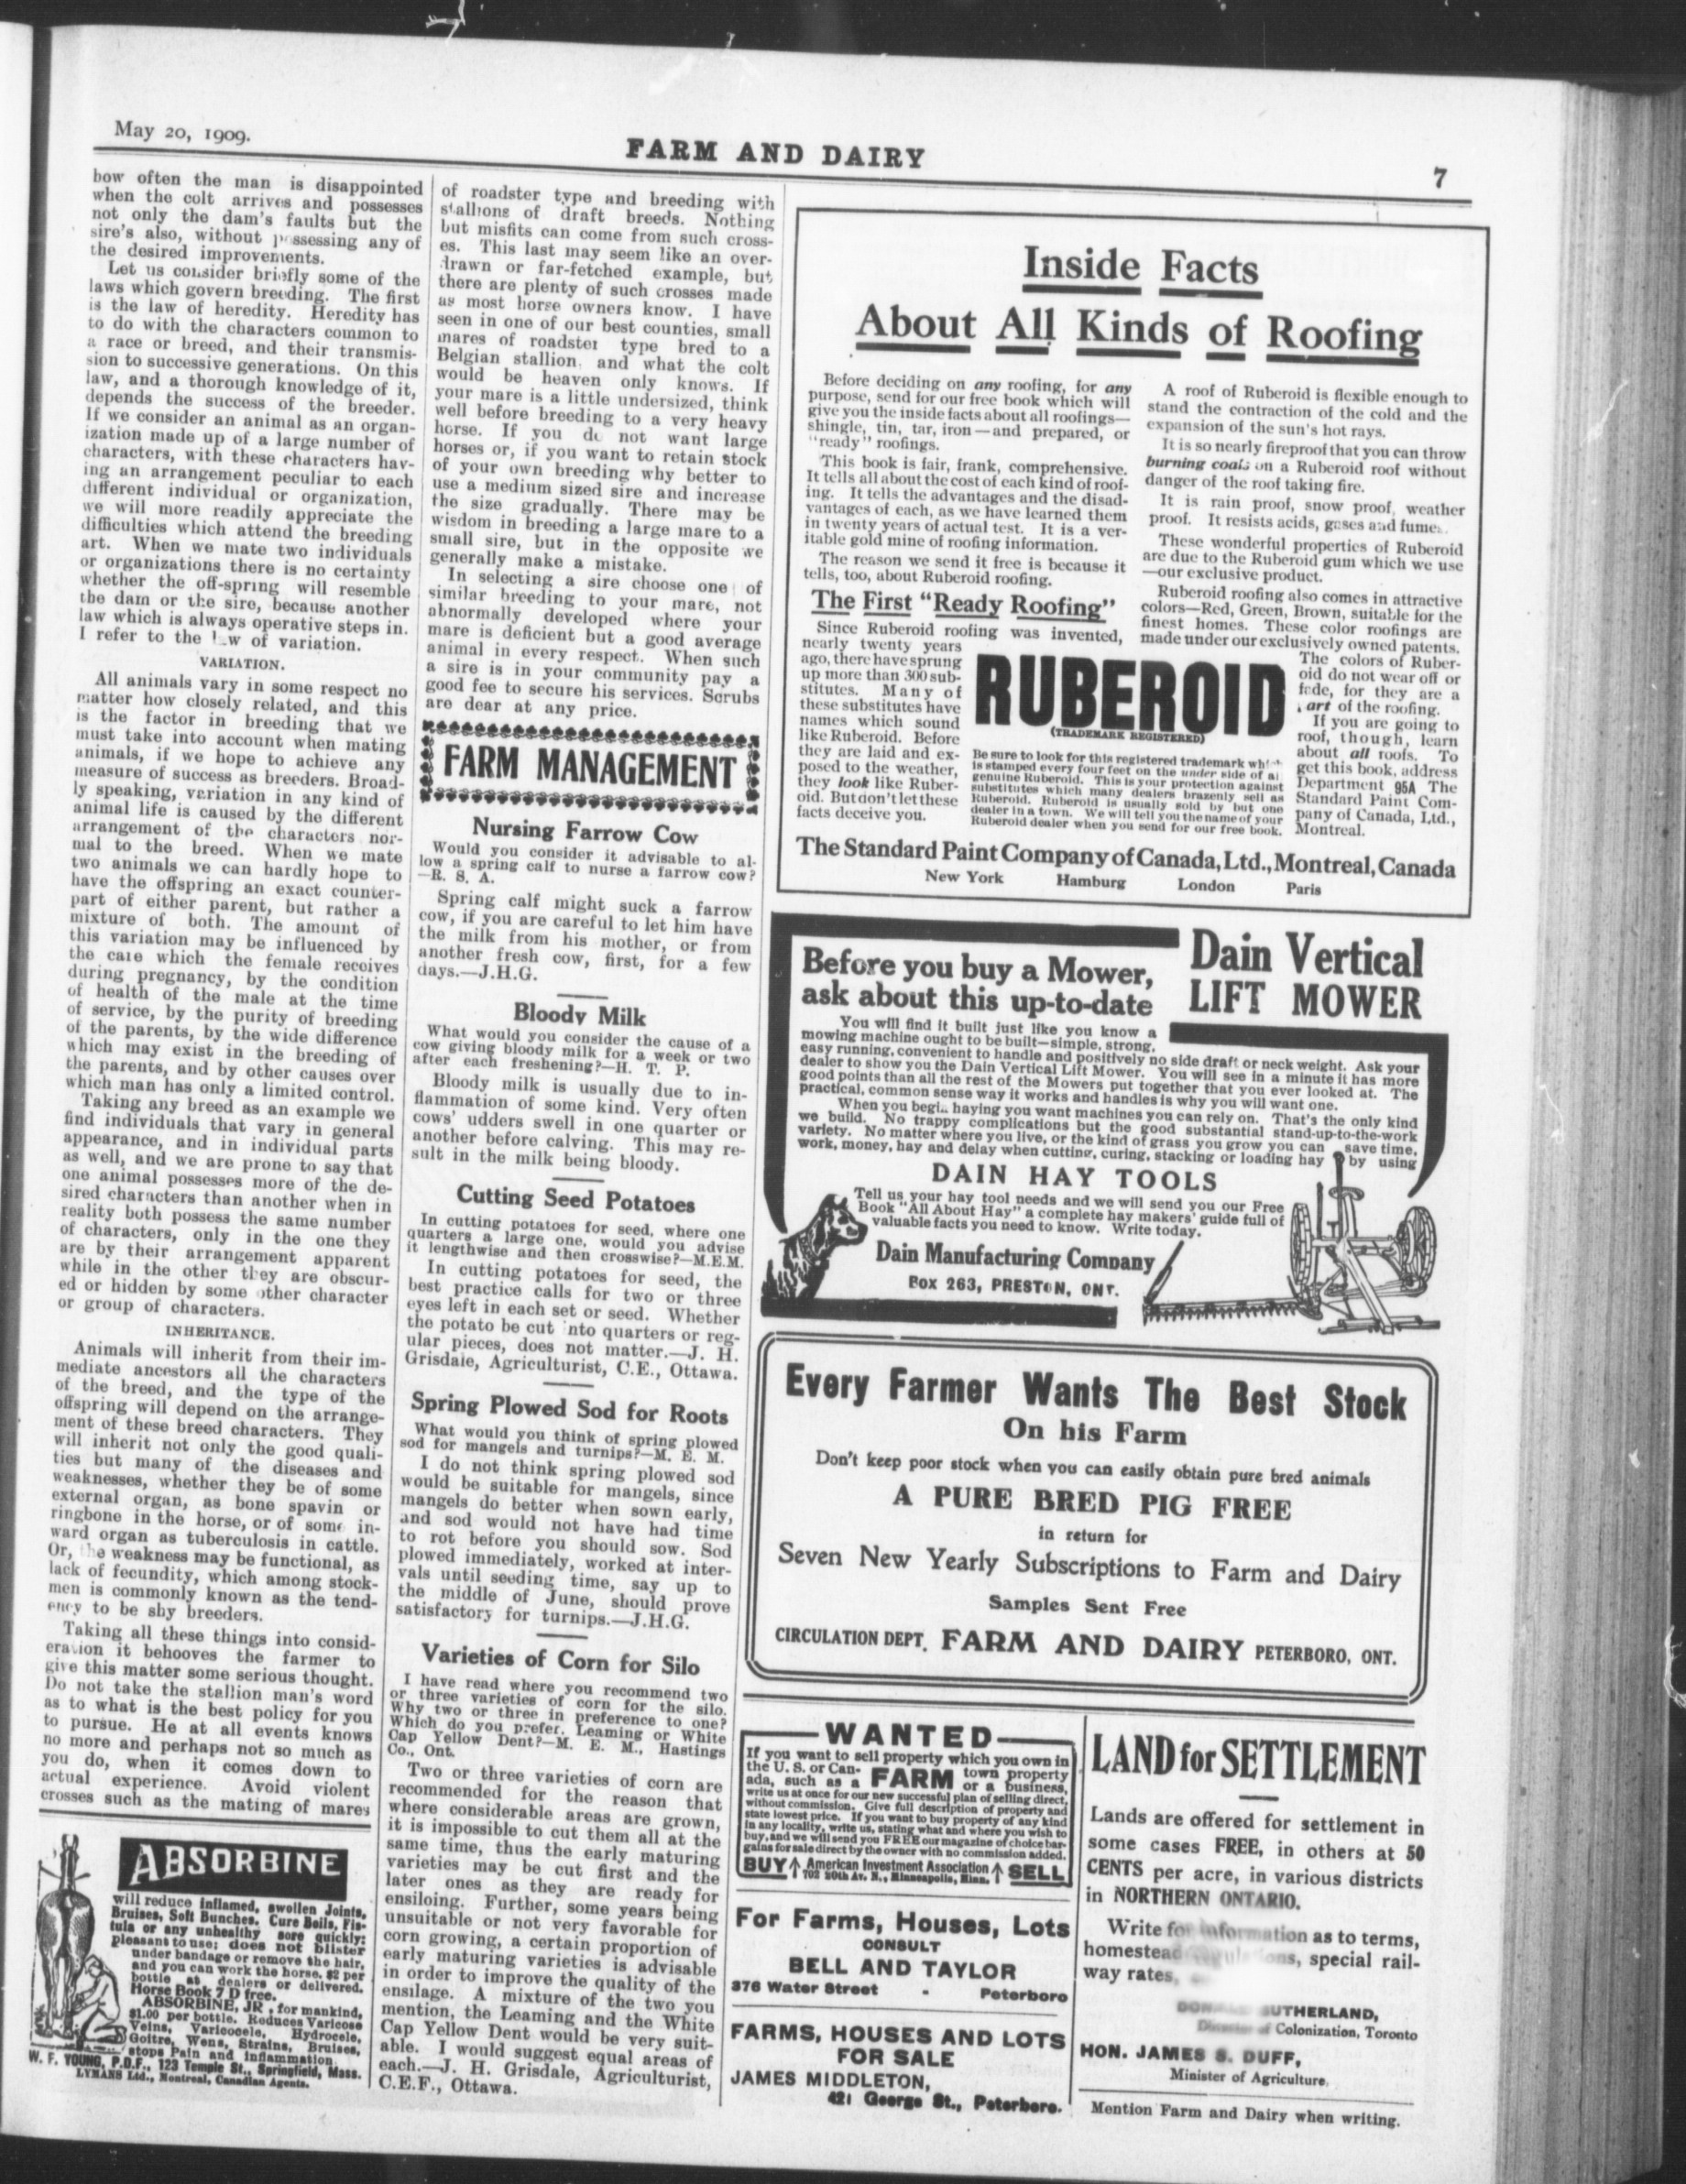 May 20, 1909.
FARM AND DAIRY
7
bow often the man is disappointed
when the colt arrives and possesses
not only the dam's faults but the
sire's also, without possessing any of
the desired improvements.
Let us consider briefly some of the
laws which govern breeding. The first
is the law of heredity. Heredity has
to do with the characters common to
a race or breed, and their transmis-
sion to successive generations. On this
law, and a thorough knowledge of it,
depends the success of the breeder.
If we consider an animal as an organ-
ization made up of a large number of
characters, with these characters hav-
ing an arrangement peculiar to each
different individual or organization,
we will more readily appreciate the
difficulties which attend the breeding
art. When we mate two individuals
or organizations there is no certainty
whether the off-spring will resemble
the dam or the sire, because another
law which is always operative steps in.
I refer to the law of variation.
VARIATION.
All animals vary in some respect no
matter how closely related, and this
is the factor in breeding that we
must take into account when mating
animals, if we hope to achieve any
measure of success as breeders. Broad-
ly speaking, variation in any kind of
animal life is caused by the different
arrangement of the characters nor-
mal to the breed. When we mate
two animals we can hardly hope to
have the offspring an exact counter-
part of either parent, but rather a
mixture of both. The amount of
this variation may be influenced by
the care which the female receives
during pregnancy, by the condition
of health of the male at the time
of service, by the purity of breeding
of the parents, by the wide difference
which may exist in the breeding of
the parents, and by other causes over
which man has only a limited control.
Taking any breed as an example we
find individuals that vary in general
appearance, and in individual parts
as well, and we are prone to say that
one animal possesses more of the de-
sired characters than another when in
reality both possess the same number
of characters, only in the one they
are by their arrangement apparent
while in the other they are obscur-
ed or hidden by some other character
or group of characters.
INHERITANCE.
Animals will inherit from their im-
mediate ancestors all the characters
of the breed, and the type of the
offspring will depend on the arrange-
ment of these breed characters. They
will inherit not only the good quali-
ties but many of the diseases and
weaknesses, whether they be of some
external organ, as bone spavin or
ringbone in the horse, or of some in-
ward organ as tuberculosis in cattle.
Or, the weakness may be functional, as
lack of fecundity, which among stock-
men is commonly known as the tend-
ency to be shy breeders.
Taking all these things into consid-
eration it behooves the farmer to
give this matter some serious thought.
Do not take the stallion man's word
as to what is the best policy for you
to pursue. He at all events knows
no more and perhaps not so much as
you do, when it comes down to
actual experience. Avoid violent
crosses such as the mating of mares
ABSORBINE
will reduce inflamed, swollen Joints,
Bruises, Soft Bunches. Cure Boils, Fis-
tula or any unhealthy sore quickly;
pleasant to use; does not blister
under bandage or remove the hair,
and you can work the horse. $2 per
bottle at dealers or delivered.
Horse Book 7 D free.
ABSORBINE, JR., for mankind,
$1.00 per bottle. Reduces Varicose
Veins, Varicocele, Hydrocele,
Goitre, Wens, Strains, Bruises,
stops Pain and inflammation
W. F. YOUNG, P.D.F., 123 Temple St., Springfield, Mass.
LYMANS Ltd., Montreal, Canadian Agents.
of roadster type and breeding with
stallions of draft breeds. Nothing
but misfits can come from such cross-
es. This last may seem like an over-
drawn or far-fetched example, but
there are plenty of such crosses made
as most horse owners know. I have
seen in one of our best counties, small
mares of roadster type bred to a
Belgian stallion, and what the colt
would be heaven only knows. If
your mare is a little undersized, think
well before breeding to a very heavy
horse. If you do not want large
horses or, if you want to retain stock
of your own breeding why better to
use a medium sized sire and increase
the size gradually. There may be
wisdom in breeding a large mare to a
small sire, but in the opposite we
generally make a mistake.
In selecting a sire choose one of
similar breeding to your mare, not
abnormally developed where your
mare is deficient but a good average
animal in every respect. When such
a sire is in your community pay a
good fee to secure his services. Scrubs
are dear at any price.
FARM MANAGEMENT
Nursing Farrow Cow
Would you consider it advisable to al-
low a spring calf to nurse a farrow cow?
—R. S. A.
Spring calf might suck a farrow
cow, if you are careful to let him have
the milk from his mother, or from
another fresh cow, first, for a few
days.—J.H.G.
Bloody Milk
What would you consider the cause of a
cow giving bloody milk for a week or two
after each freshening?—H. T. P.
Bloody milk is usually due to in-
flammation of some kind. Very often
cows' udders swell in one quarter or
another before calving. This may re-
sult in the milk being bloody.
Cutting Seed Potatoes
In cutting potatoes for seed, where one
quarters a large one, would you advise
it lengthwise and then crosswise?—M.E.M.
In cutting potatoes for seed, the
best practice calls for two or three
eyes left in each set or seed. Whether
the potato be cut into quarters or reg-
ular pieces, does not matter.—J. H.
Grisdale, Agriculturist, C.E., Ottawa.
Spring Plowed Sod for Roots
What would you think of spring plowed
sod for mangels and turnips?—M. E. M.
I do not think spring plowed sod
would be suitable for mangels, since
mangels do better when sown early,
and sod would not have had time
to rot before you should sow. Sod
plowed immediately, worked at inter-
vals until seeding time, say up to
the middle of June, should prove
satisfactory for turnips.—J.H.G.
Varieties of Corn for Silo
I have read where you recommend two
or three varieties of corn for the silo.
Why two or three in preference to one?
Which do you prefer, Leaming or White
Cap Yellow Dent?—M. E. M., Hastings
Co., Ont.
Two or three varieties of corn are
recommended for the reason that
where considerable areas are grown,
it is impossible to cut them all at the
same time, thus the early maturing
varieties may be cut first and the
later ones as they are ready for
ensiloing. Further, some years being
unsuitable or not very favorable for
corn growing, a certain proportion of
early maturing varieties is advisable
in order to improve the quality of the
ensilage. A mixture of the two you
mention, the Leaming and the White
Cap Yellow Dent would be very suit-
able. I would suggest equal areas of
each.—J. H. Grisdale, Agriculturist,
C.E.F., Ottawa.
Inside Facts
About All Kinds of Roofing
Before deciding on any roofing, for any
purpose, send for our free book which will
give you the inside facts about all roofings—
shingle, tin, tar, iron—and prepared, or
"ready" roofings.
This book is fair, frank, comprehensive.
It tells all about the cost of each kind of roof-
ing. It tells the advantages and the disad-
vantages of each, as we have learned them
in twenty years of actual test. It is a ver-
itable gold mine of roofing information.
The reason we send it free is because it
tells, too, about Ruberoid roofing.
The First "Ready Roofing"
Since Ruberoid roofing was invented,
nearly twenty years
ago, there have sprung
up more than 300 sub-
stitutes. Many of
these substitutes have
names which sound
like Ruberoid. Before
they are laid and ex-
posed to the weather,
they look like Ruber-
oid. But don't let these
facts deceive you.
A roof of Ruberoid is flexible enough to
stand the contraction of the cold and the
expansion of the sun's hot rays.
It is so nearly fireproof that you can throw
burning coals on a Ruberoid roof without
danger of the roof taking fire.
It is rain proof, snow proof, weather
proof. It resists acids, gases and fumes.
These wonderful properties of Ruberoid
are due to the Ruberoid gum which we use
—our exclusive product.
Ruberoid roofing also comes in attractive
colors—Red, Green, Brown, suitable for the
finest homes. These color roofings are
made under our exclusively owned patents.
The colors of Ruber-
oid do not wear off or
fade, for they are a
part of the roofing.
If you are going to
roof, though, learn
about all roofs. To
get this book, address
Department 95A The
Standard Paint Com-
pany of Canada, Ltd.,
Montreal.
RUBEROID
(TRADEMARK REGISTERED)
Be sure to look for this registered trademark which
is stamped every four feet on the under side of all
genuine Ruberoid. This is your protection against
substitutes which many dealers brazenly sell as
Ruberoid. Ruberoid is usually sold by but one
dealer in a town. We will tell you the name of your
Ruberoid dealer when you send for our free book.
The Standard Paint Company of Canada, Ltd., Montreal, Canada
New York Hamburg London Paris
Before you buy a Mower,
ask about this up-to-date
Dain Vertical
LIFT MOWER
You will find it built just like you know a
mowing machine ought to be built—simple, strong,
easy running, convenient to handle and positively no side draft or neck weight. Ask your
dealer to show you the Dain Vertical Lift Mower. You will see in a minute it has more
good points than all the rest of the Mowers put together that you ever looked at. The
practical, common sense way it works and handles is why you will want one.
When you begin haying you want machines you can rely on. That's the only kind
we build. No trappy complications but the good substantial stand-up-to-the-work
variety. No matter where you live, or the kind of grass you grow you can save time,
work, money, hay and delay when cutting, curing, stacking or loading hay by using
DAIN HAY TOOLS
Tell us your hay tool needs and we will send you our Free
Book "All About Hay" a complete hay makers' guide full of
valuable facts you need to know. Write today.
Dain Manufacturing Company
Box 263, PRESTON, ONT.
Every Farmer Wants The Best Stock
On his Farm
Don't keep poor stock when you can easily obtain pure bred animals
A PURE BRED PIG FREE
in return for
Seven New Yearly Subscriptions to Farm and Dairy
Samples Sent Free
CIRCULATION DEPT. FARM AND DAIRY PETERBORO, ONT.
WANTED
If you want to sell property which you own in
the U. S. or Can- FARM town property
ada, such as a or a business,
write us at once for our new successful plan of selling direct,
without commission. Give full description of property and
state lowest price. If you want to buy property of any kind
in any locality, write us, stating what and where you wish to
buy, and we will send you FREE our magazine of choice bar-
gains for sale direct by the owner with no commission added.
BUY American Investment Association SELL
702 20th Av. N., Minneapolis, Minn.
For Farms, Houses, Lots
CONSULT
BELL AND TAYLOR
376 Water Street - Peterboro
FARMS, HOUSES AND LOTS
FOR SALE
JAMES MIDDLETON,
421 George St., Peterboro.
LAND for SETTLEMENT
Lands are offered for settlement in
some cases FREE, in others at 50
CENTS per acre, in various districts
in NORTHERN ONTARIO.
Write for information as to terms,
homestead regulations, special rail-
way rates,
DONALD SUTHERLAND,
Director of Colonization, Toronto
HON. JAMES S. DUFF,
Minister of Agriculture.
Mention Farm and Dairy when writing.